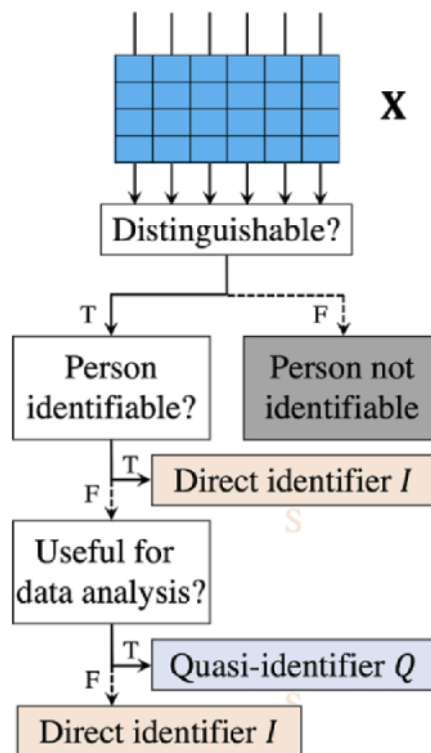 X
Distinguishable?
T
F
Person
identifiable?
Person not
identifiable
T
Direct identifier I
F
s
Useful for
data analysis?
T
Quasi-identifier Q
F
s
Direct identifier I